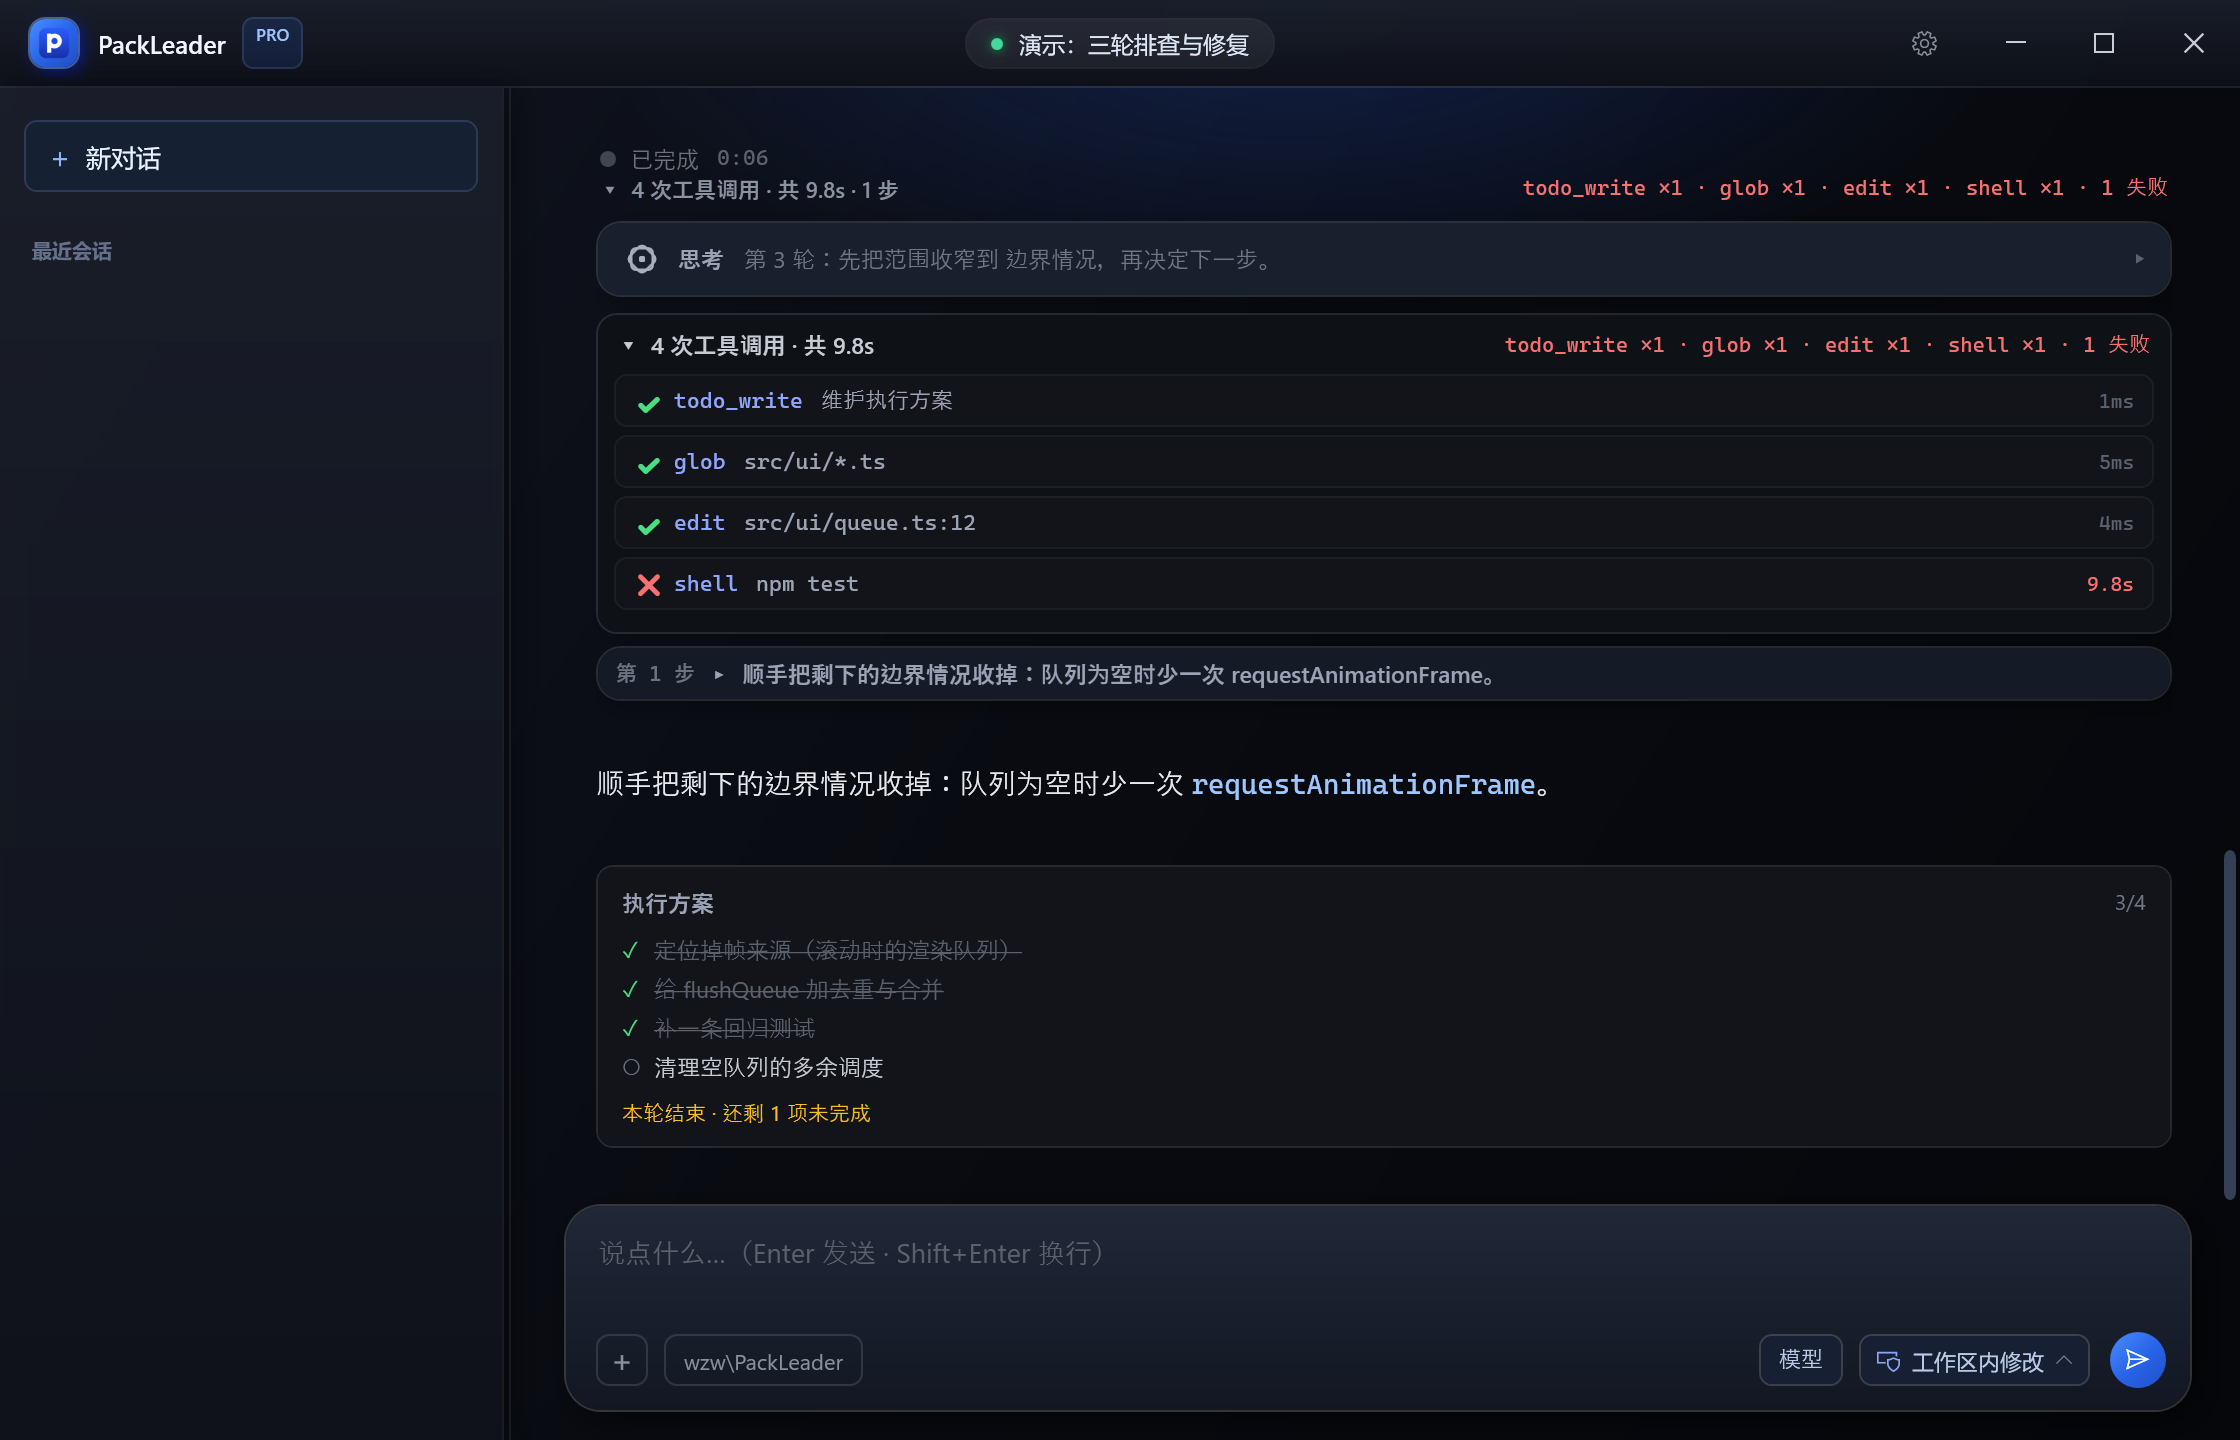 PackLeader PRO
演示：三轮排查与修复
+ 新对话
最近会话
已完成 0:06
4 次工具调用 · 共 9.8s · 1 步
todo_write ×1 · glob ×1 · edit ×1 · shell ×1 · 1 失败
思考 第 3 轮：先把范围收窄到 边界情况，再决定下一步。
4 次工具调用 · 共 9.8s
todo_write ×1 · glob ×1 · edit ×1 · shell ×1 · 1 失败
todo_write 维护执行方案 1ms
glob src/ui/*.ts 5ms
edit src/ui/queue.ts:12 4ms
shell npm test 9.8s
第 1 步 ▸ 顺手把剩下的边界情况收掉：队列为空时少一次 requestAnimationFrame。
顺手把剩下的边界情况收掉：队列为空时少一次 requestAnimationFrame。
执行方案 3/4
✓ 定位掉帧来源（滚动时的渲染队列）
✓ 给 flushQueue 加去重与合并
✓ 补一条回归测试
○ 清理空队列的多余调度
本轮结束 · 还剩 1 项未完成
说点什么...（Enter 发送 · Shift+Enter 换行）
+ wzw\PackLeader
模型
工作区内修改